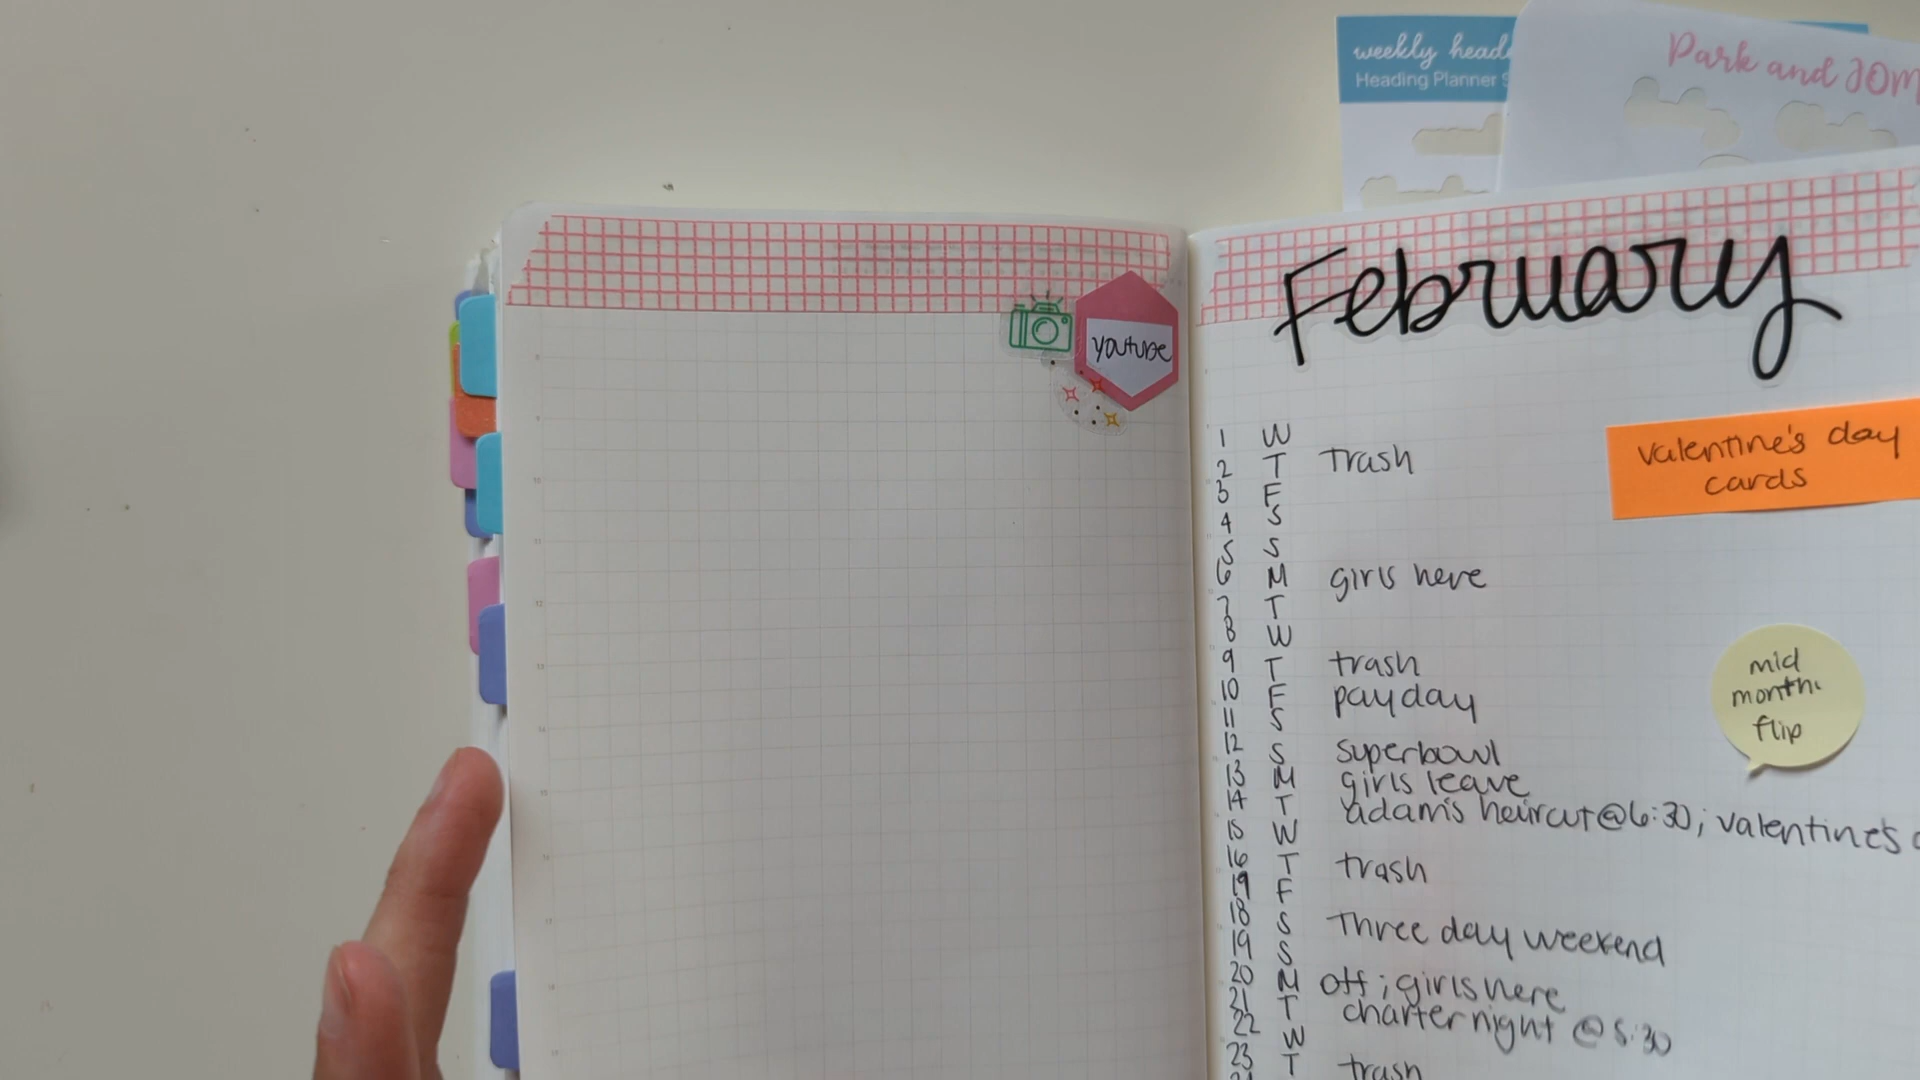 weekly head
Heading Planner S
Park and JOM
youtube
February
1 W
2 T Trash
3 F
4 S
5 S
6 M girls here
7 T
8 W
9 T trash
10 F payday
11 S
12 S superbowl
13 M girls leave
14 T adam's haircut @ 6:30; valentine's
15 W
16 T trash
19 F
18 S Three day weekend
19 S
20 M off; girls here
21 T charter night @ 5:30
22 W
23 T trash
valentine's day
cards
mid
month
flip